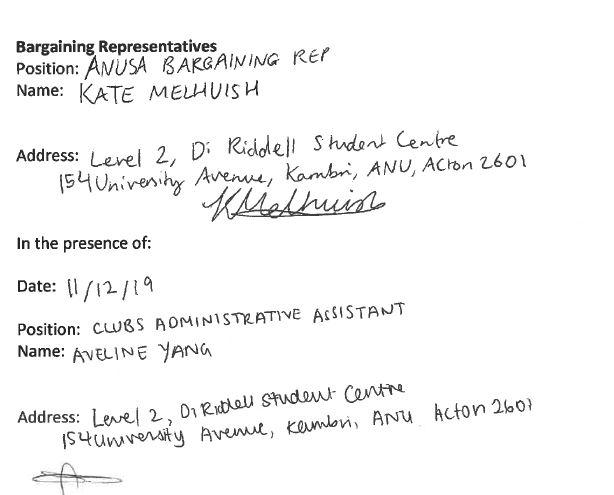 Bargaining Representatives
Position: ANUSA BARGAINING REP
Name: KATE MELHUISH
Address: Level 2, Di Riddell Student Centre
154 University Avenue, Kambri, ANU, Acton 2601
KMelhuish
In the presence of:
Date: 11/12/19
Position: CLUBS ADMINISTRATIVE ASSISTANT
Name: AVELINE YANG
Address: Level 2, Di Riddell Student Centre
154 University Avenue, Kambri, ANU Acton 2601